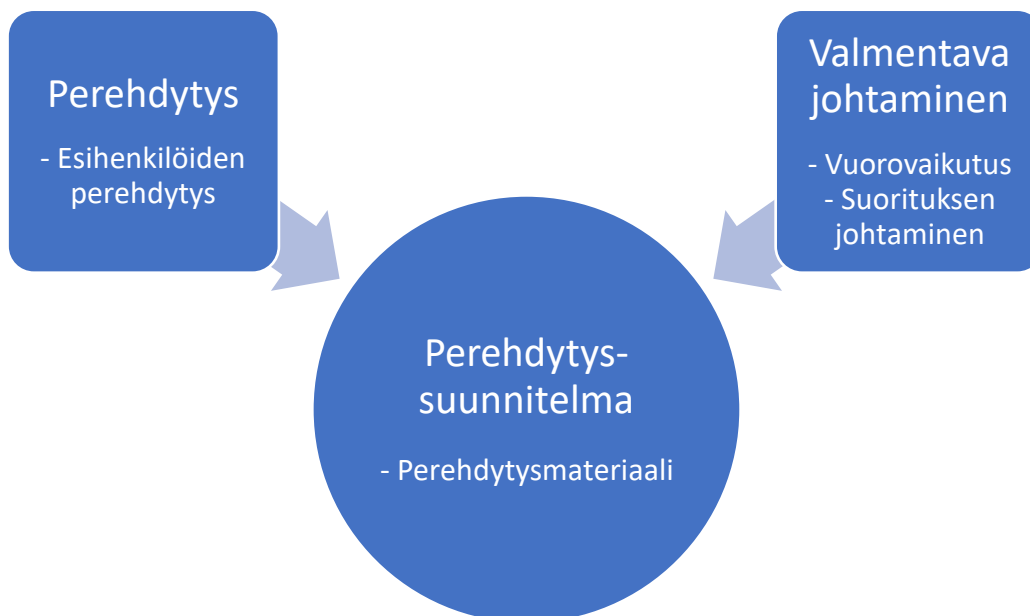 Perehdytys
- Esihenkilöiden
perehdytys
Valmentava
johtaminen
- Vuorovaikutus
- Suorituksen
johtaminen
Perehdytys-
suunnitelma
- Perehdytysmateriaali